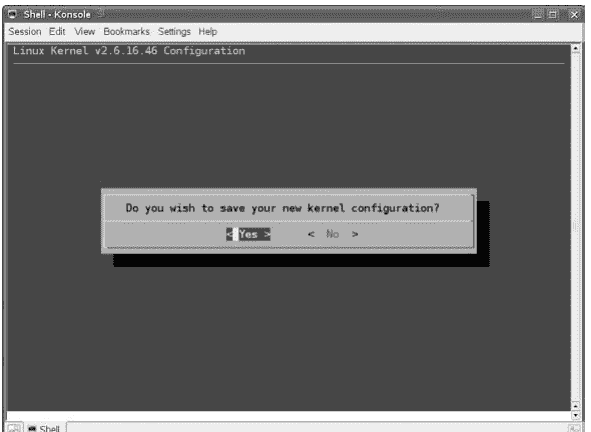 Shell - Konsole
Session Edit View Bookmarks Settings Help
Linux Kernel v2.6.16.46 Configuration
Do you wish to save your new kernel configuration?
< Yes > < No >
Shell